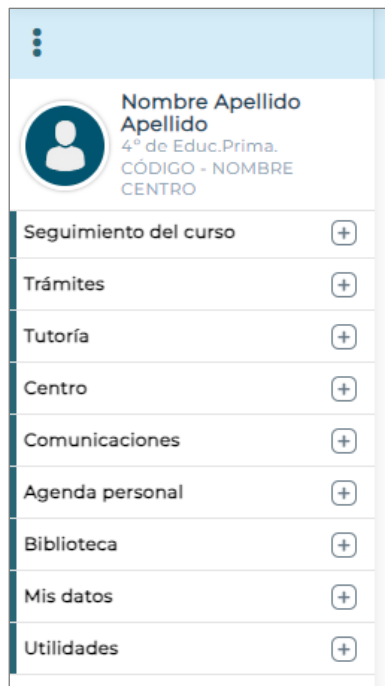 Nombre Apellido
Apellido
4º de Educ.Prima.
CÓDIGO - NOMBRE
CENTRO
Seguimiento del curso
Trámites
Tutoría
Centro
Comunicaciones
Agenda personal
Biblioteca
Mis datos
Utilidades